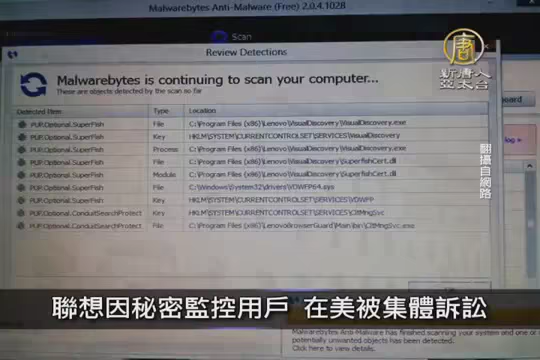 Malwarebytes Anti-Malware (Free) 2.0.4.1028
Scan
Review Detections
Malwarebytes is continuing to scan your computer...
These are objects detected by the scan so far
Detected Item Type Location
PUP.Optional.SuperFish File C:\Program Files (x86)\Lenovo\VisualDiscovery\VisualDiscovery.exe
PUP.Optional.SuperFish Key HKLM\SYSTEM\CURRENTCONTROLSET\SERVICES\VisualDiscovery
PUP.Optional.SuperFish Process C:\Program Files (x86)\Lenovo\VisualDiscovery\VisualDiscovery.exe
PUP.Optional.SuperFish File C:\Program Files (x86)\Lenovo\VisualDiscovery\SuperfishCert.dll
PUP.Optional.SuperFish Module C:\Program Files (x86)\Lenovo\VisualDiscovery\SuperfishCert.dll
PUP.Optional.SuperFish File C:\Windows\System32\drivers\VDWFP64.sys
PUP.Optional.SuperFish Key HKLM\SYSTEM\CURRENTCONTROLSET\SERVICES\VDWFP
PUP.Optional.ConduitSearchProtect Key HKLM\SYSTEM\CURRENTCONTROLSET\SERVICES\CltMngSvc
PUP.Optional.ConduitSearchProtect File C:\Program Files (x86)\LenovoBrowserGuard\Main\bin\CltMngSvc.exe
唐
新唐人
亞太台
翻攝自網路
聯想因秘密監控用戶 在美被集體訴訟
Malwarebytes Anti-Malware has finished scanning your system and one or
potentially unwanted objects has been detected.
Click here to view details.